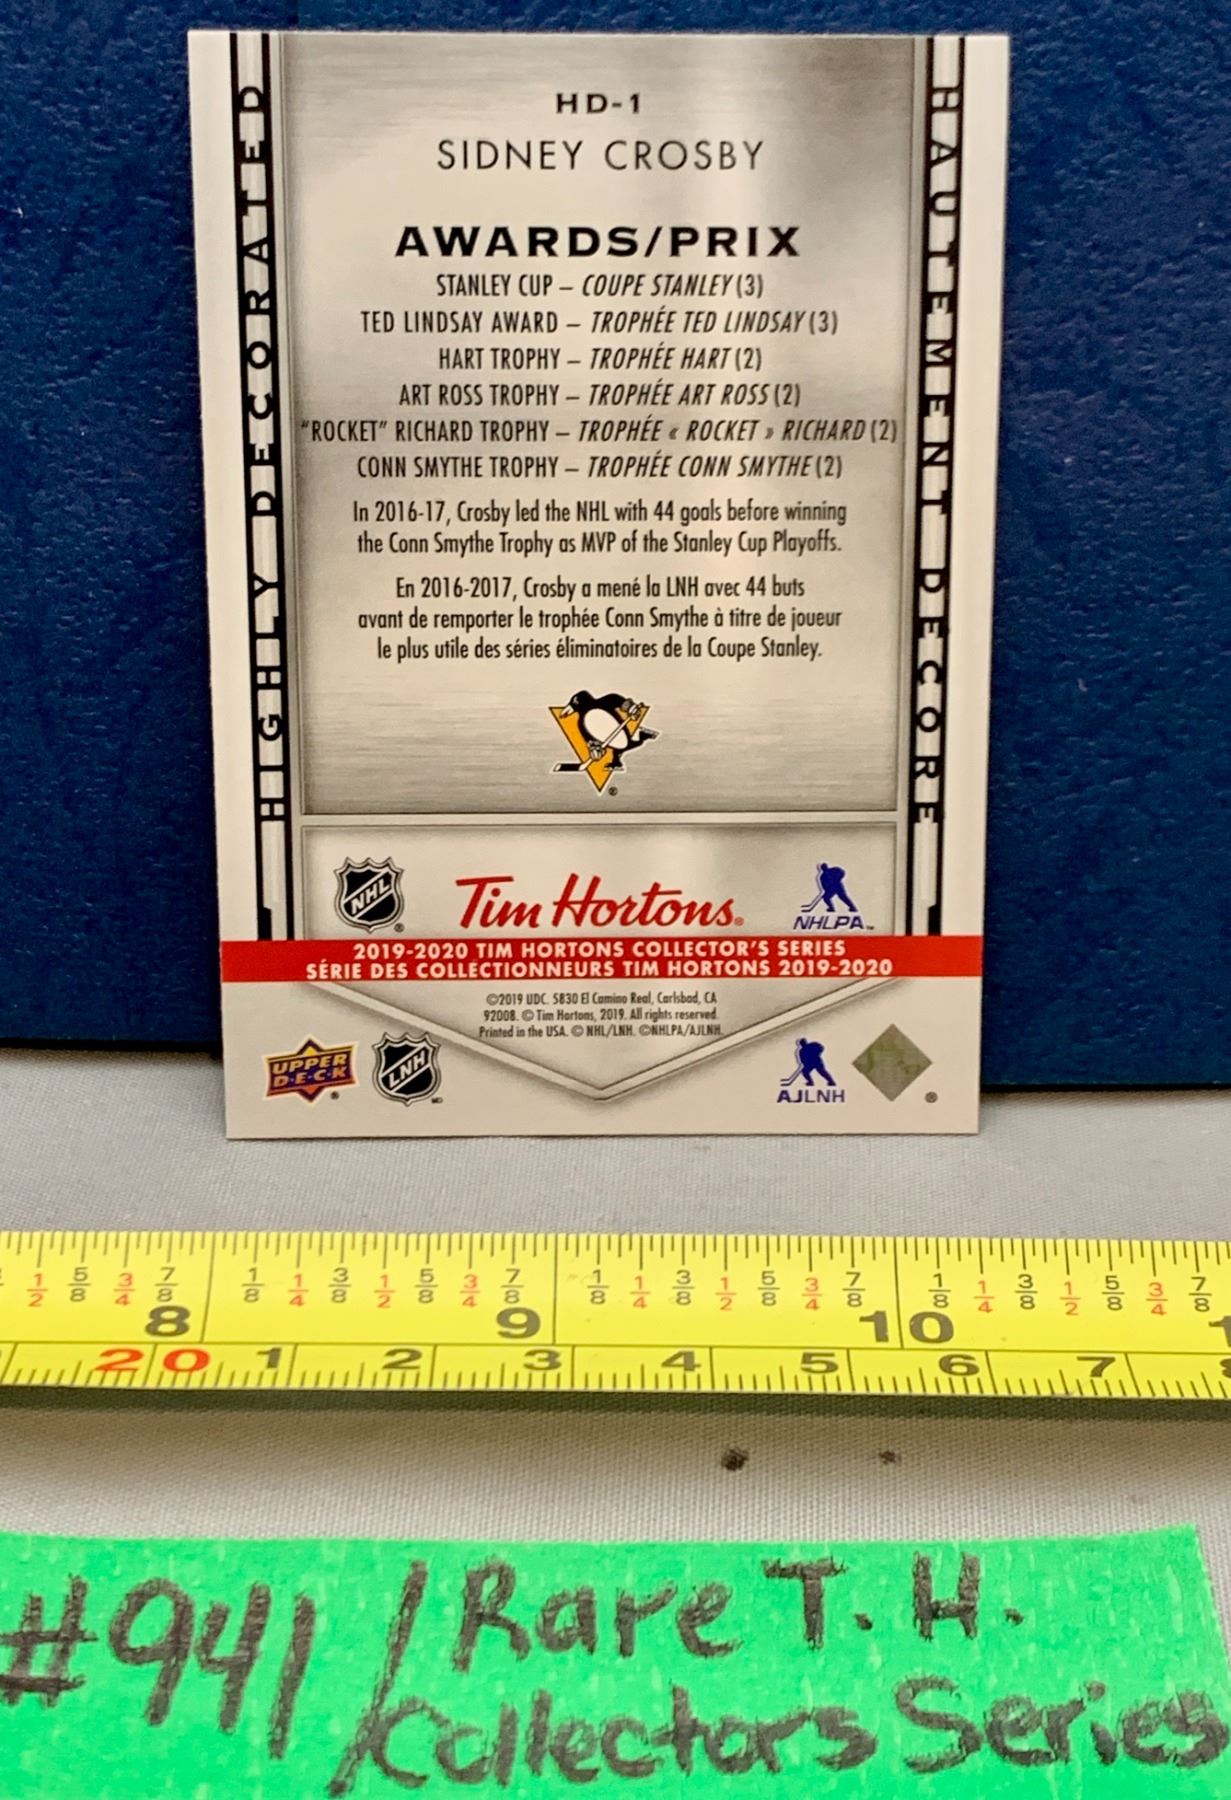 HD-1
SIDNEY CROSBY
HIGHLY DECORATED
HAUTEMENT DECORE
AWARDS/PRIX
STANLEY CUP – COUPE STANLEY (3)
TED LINDSAY AWARD – TROPHÉE TED LINDSAY (3)
HART TROPHY – TROPHÉE HART (2)
ART ROSS TROPHY – TROPHÉE ART ROSS (2)
"ROCKET" RICHARD TROPHY – TROPHÉE « ROCKET » RICHARD (2)
CONN SMYTHE TROPHY – TROPHÉE CONN SMYTHE (2)
In 2016-17, Crosby led the NHL with 44 goals before winning
the Conn Smythe Trophy as MVP of the Stanley Cup Playoffs.
En 2016-2017, Crosby a mené la LNH avec 44 buts
avant de remporter le trophée Conn Smythe à titre de joueur
le plus utile des séries éliminatoires de la Coupe Stanley.
®
NHL ® Tim Hortons® NHLPA™
2019-2020 TIM HORTONS COLLECTOR'S SERIES
SÉRIE DES COLLECTIONNEURS TIM HORTONS 2019-2020
©2019 UDC. 5830 El Camino Real, Carlsbad, CA
92008. © Tim Hortons, 2019. All rights reserved.
Printed in the USA. © NHL/LNH. ©NHLPA/AJLNH.
UPPER
D·E·C·K ® LNH MD AJLNH ®
1/2 5/8 3/4 7/8 1/8 1/4 3/8 1/2 5/8 3/4 7/8 1/8 1/4 3/8 1/2 5/8 3/4 7/8 1/8 1/4 3/8 1/2 5/8 3/4 7/8
8 9 10
20 1 2 3 4 5 6 7
#941/Rare T.H.
Collectors Series